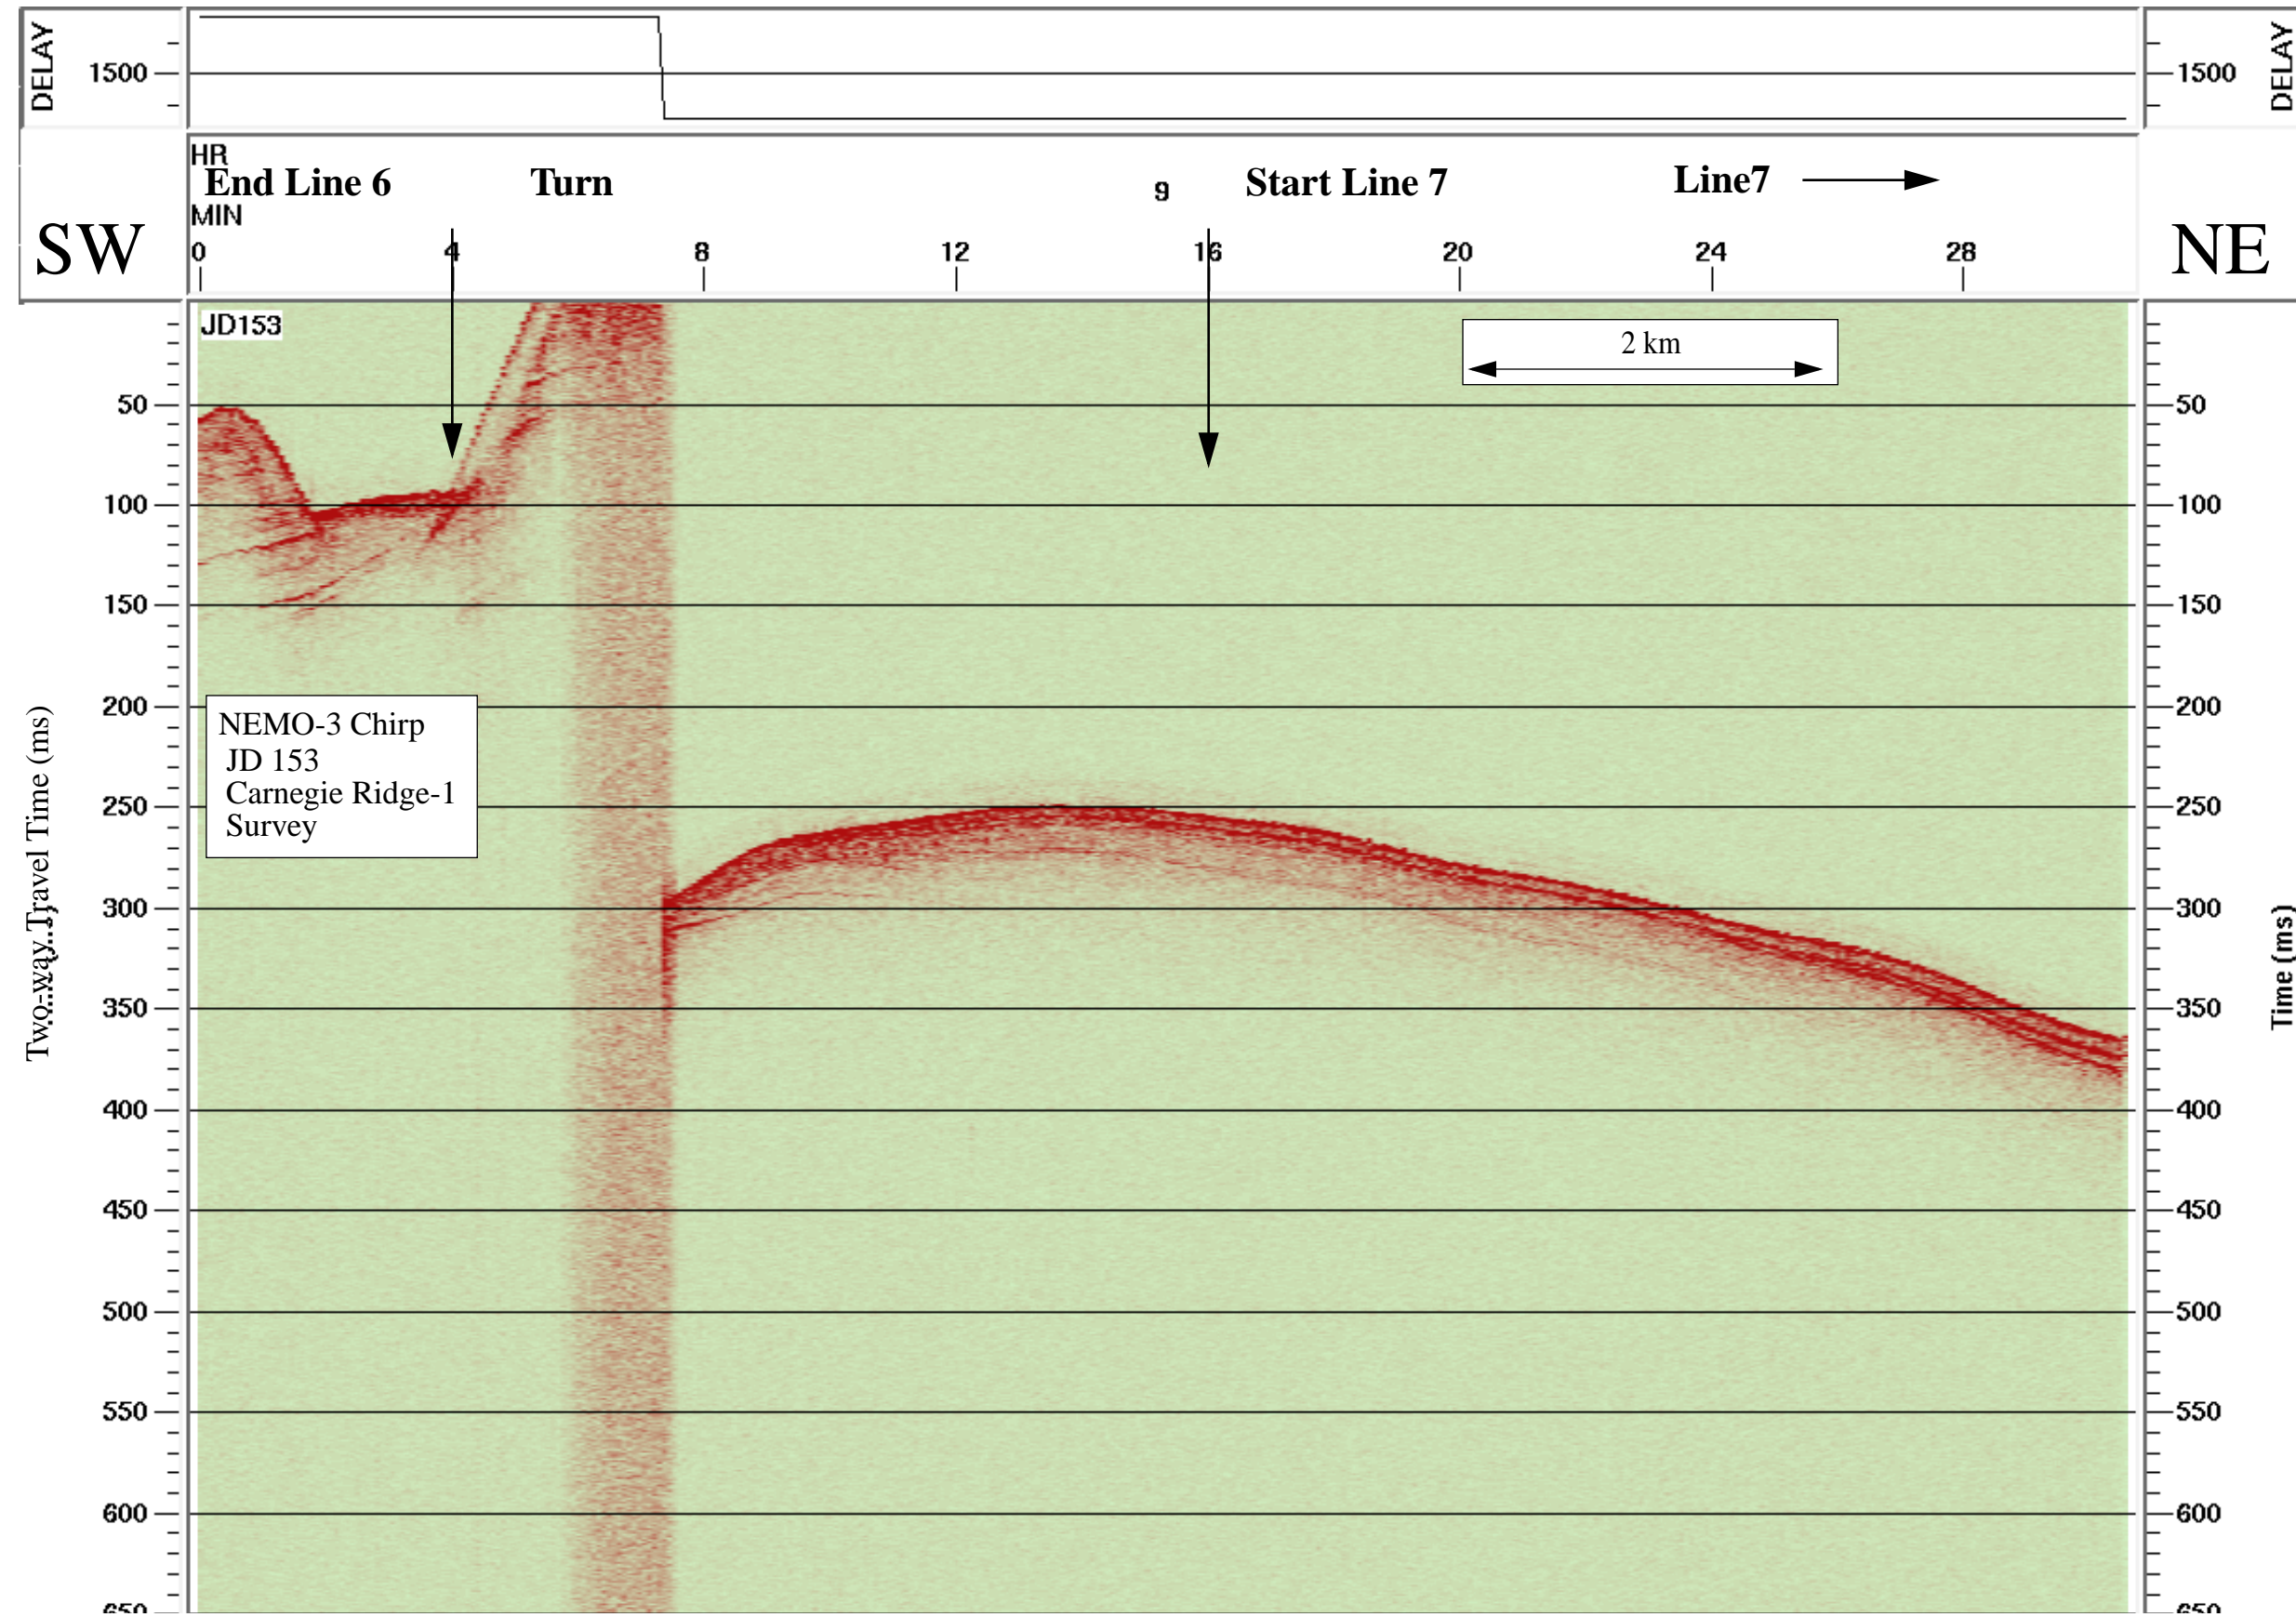 DELAY
1500
1500
DELAY
HR
End Line 6 Turn 9 Start Line 7 Line7
MIN
SW
0 4 8 12 16 20 24 28
NE
JD153
2 km
50
50
100
100
150
150
200
200
NEMO-3 Chirp
JD 153
Carnegie Ridge-1
Survey
250
250
300
300
Two-way Travel Time (ms)
Time (ms)
350
350
400
400
450
450
500
500
550
550
600
600
650
650